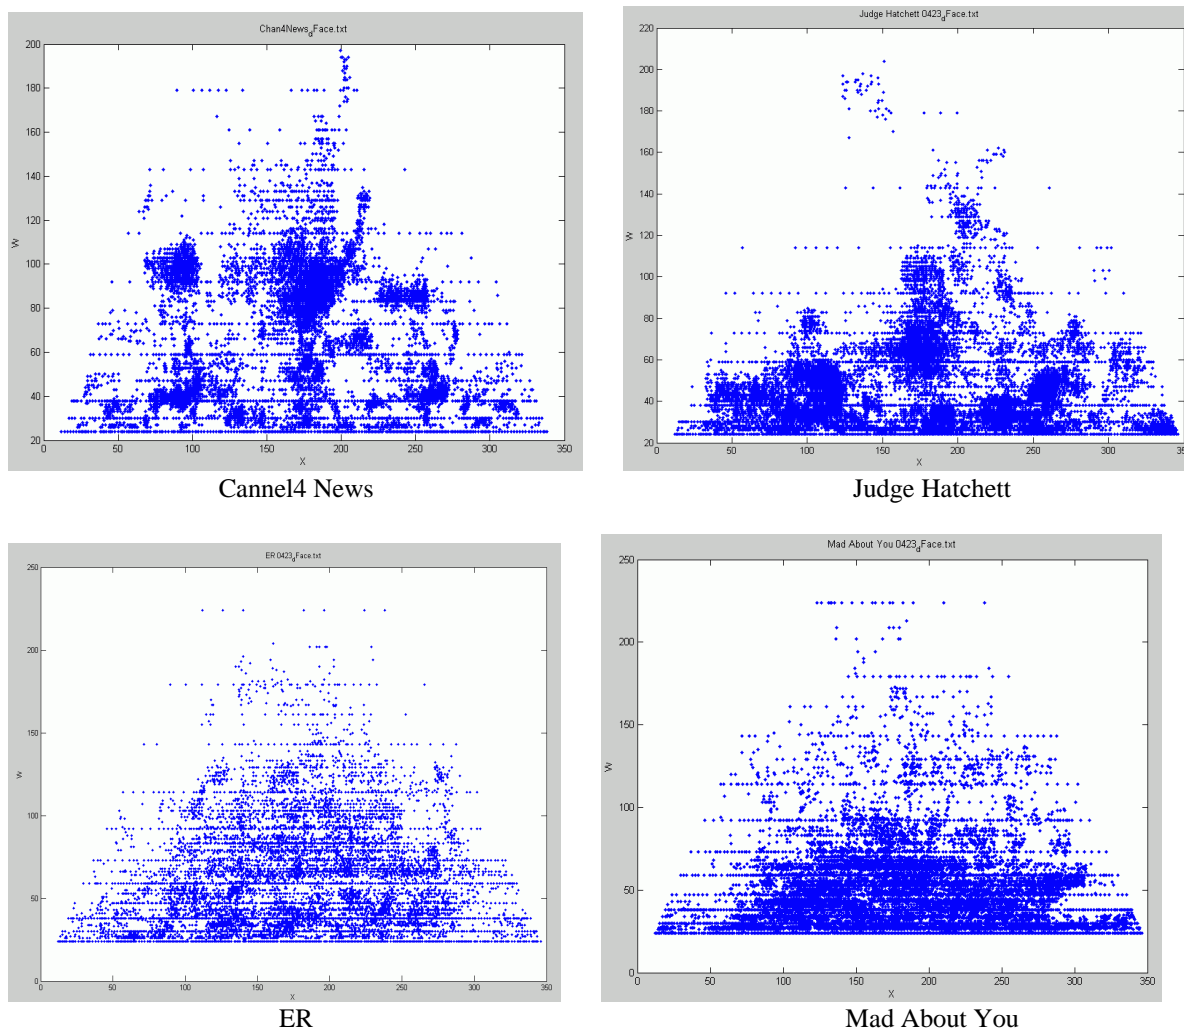 Chan4News_dFace.txt
200
180
160
140
120
W
100
80
60
40
20
0 50 100 150 200 250 300 350
X
Cannel4 News
Judge Hatchett 0423_dFace.txt
220
200
180
160
140
W
120
100
80
60
40
20
0 50 100 150 200 250 300 350
X
Judge Hatchett
ER 0423_dFace.txt
250
200
150
W
100
50
0
0 50 100 150 200 250 300 350
X
ER
Mad About You 0423_dFace.txt
250
200
150
W
100
50
0
0 50 100 150 200 250 300 350
X
Mad About You